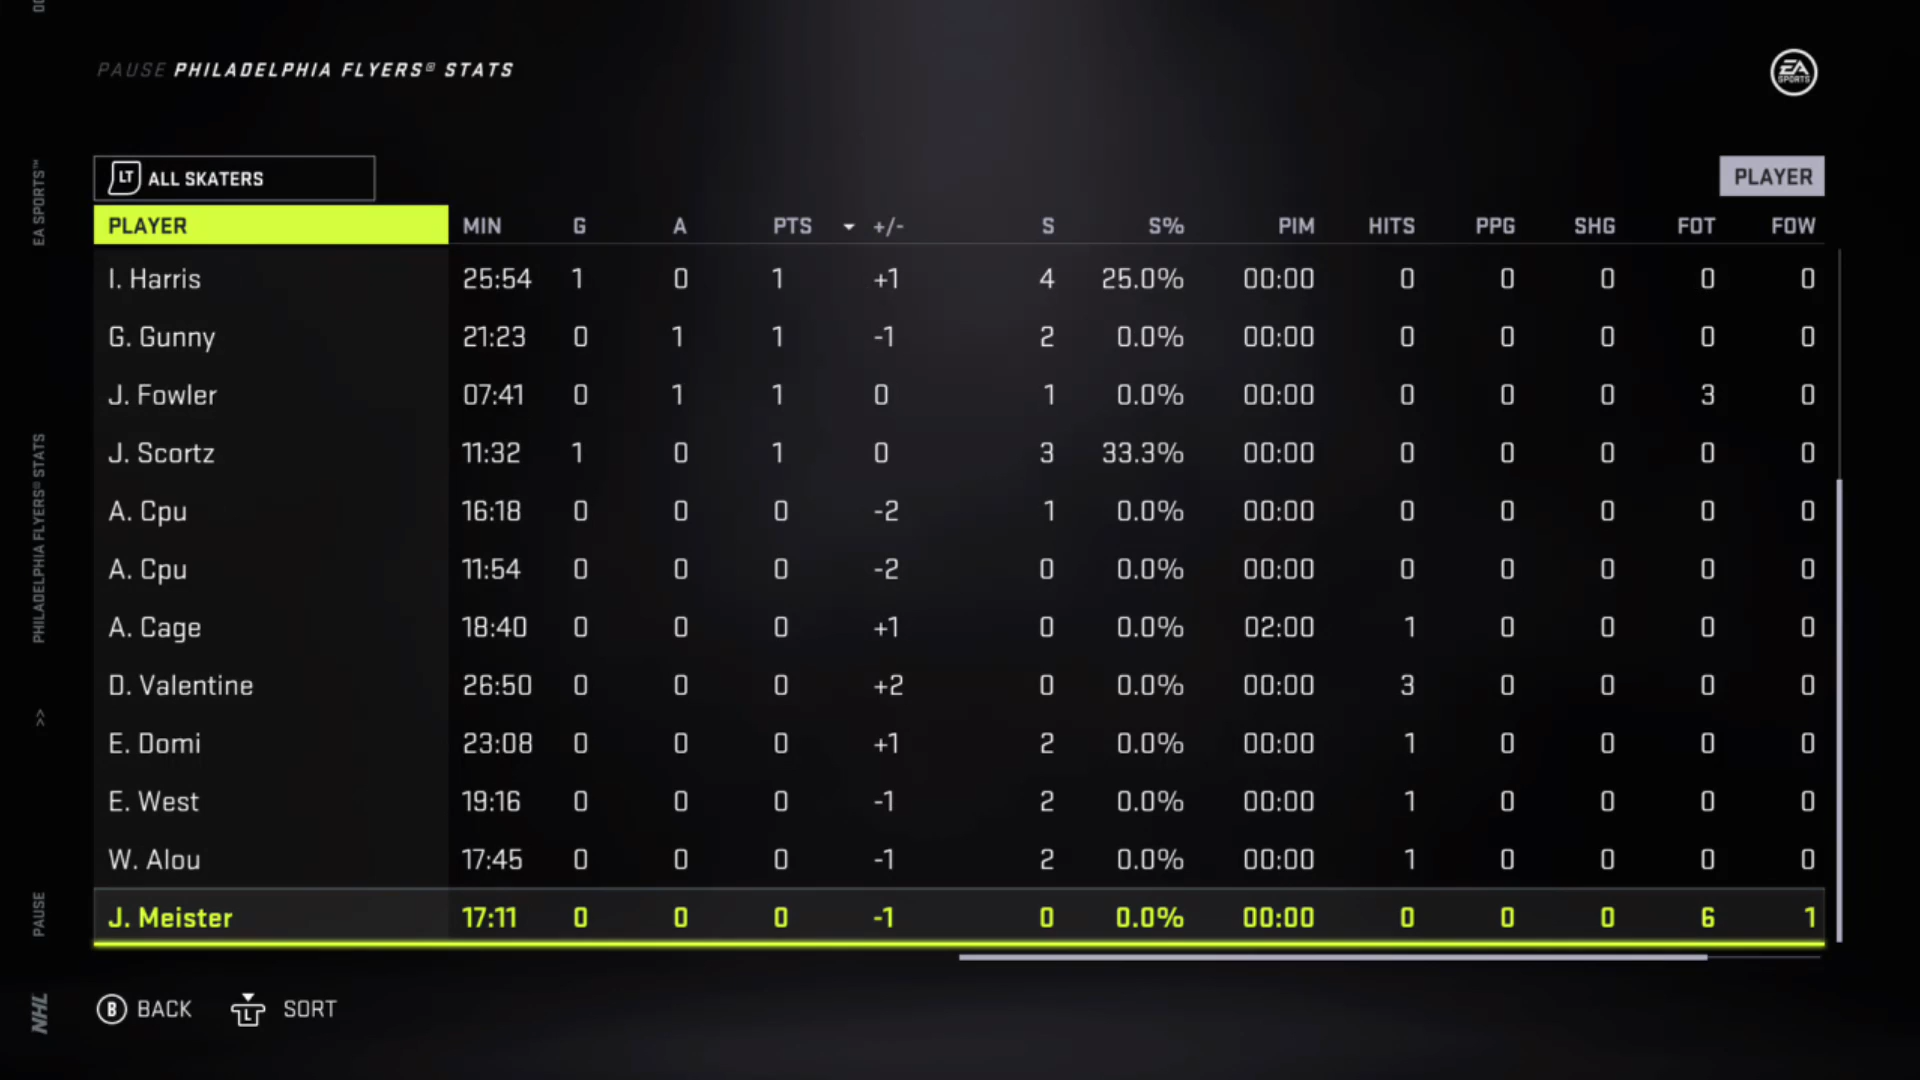 PAUSE PHILADELPHIA FLYERS® STATS
EA SPORTS
LT ALL SKATERS
PLAYER
PLAYER MIN G A PTS +/- S S% PIM HITS PPG SHG FOT FOW
I. Harris 25:54 1 0 1 +1 4 25.0% 00:00 0 0 0 0 0
G. Gunny 21:23 0 1 1 -1 2 0.0% 00:00 0 0 0 0 0
J. Fowler 07:41 0 1 1 0 1 0.0% 00:00 0 0 0 3 0
J. Scortz 11:32 1 0 1 0 3 33.3% 00:00 0 0 0 0 0
A. Cpu 16:18 0 0 0 -2 1 0.0% 00:00 0 0 0 0 0
A. Cpu 11:54 0 0 0 -2 0 0.0% 00:00 0 0 0 0 0
A. Cage 18:40 0 0 0 +1 0 0.0% 02:00 1 0 0 0 0
D. Valentine 26:50 0 0 0 +2 0 0.0% 00:00 3 0 0 0 0
E. Domi 23:08 0 0 0 +1 2 0.0% 00:00 1 0 0 0 0
E. West 19:16 0 0 0 -1 2 0.0% 00:00 1 0 0 0 0
W. Alou 17:45 0 0 0 -1 2 0.0% 00:00 1 0 0 0 0
J. Meister 17:11 0 0 0 -1 0 0.0% 00:00 0 0 0 6 1
B BACK L SORT
NHL PAUSE >> PHILADELPHIA FLYERS® STATS EA SPORTS™